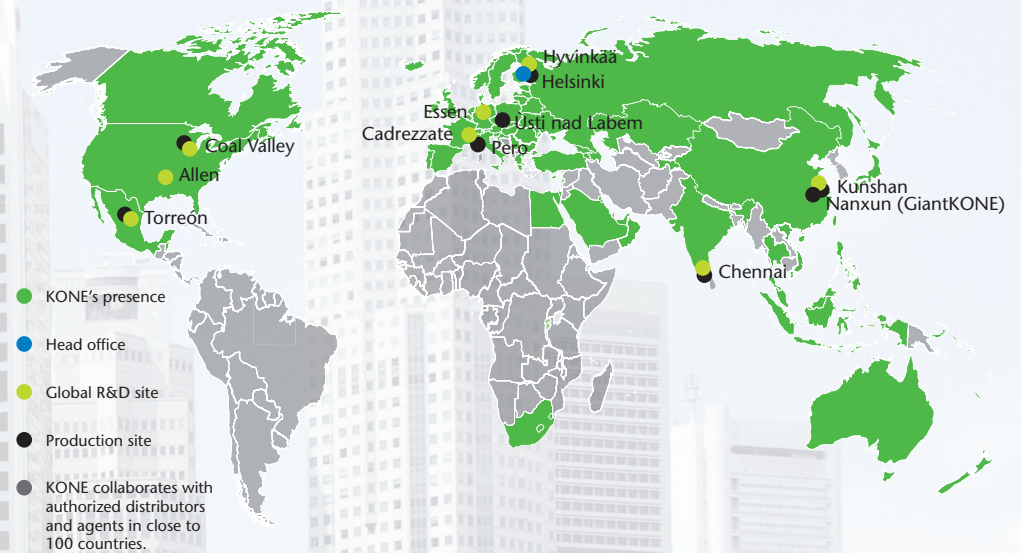 Hyvinkää
Helsinki
Essen
Usti nad Labem
Cadrezzate
Pero
Coal Valley
Allen
Torreón
Kunshan
Nanxun (GiantKONE)
Chennai
KONE's presence
Head office
Global R&D site
Production site
KONE collaborates with
authorized distributors
and agents in close to
100 countries.